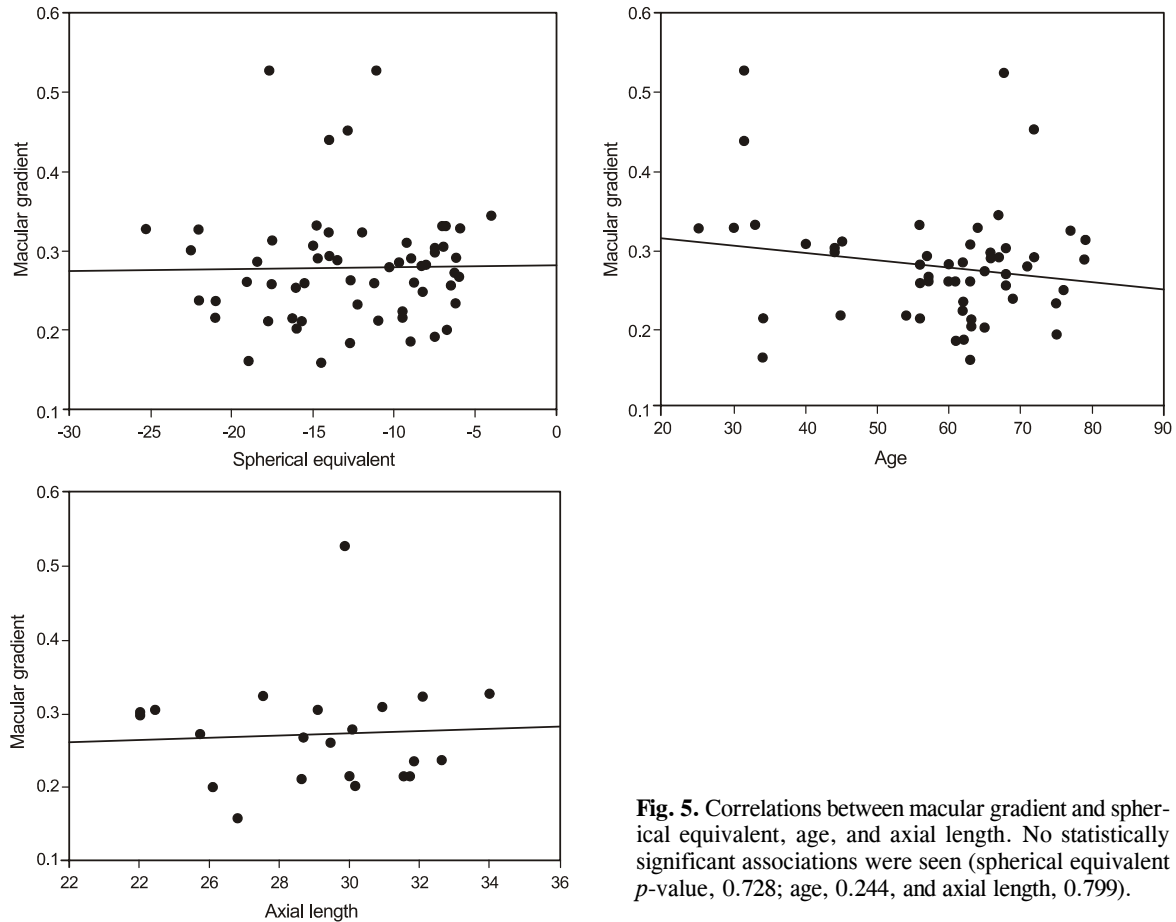 0.6
0.5
0.4
0.3
0.2
0.1
Macular gradient
-30 -25 -20 -15 -10 -5 0
Spherical equivalent
0.6
0.5
0.4
0.3
0.2
0.1
Macular gradient
20 30 40 50 60 70 80 90
Age
0.6
0.5
0.4
0.3
0.2
0.1
Macular gradient
22 22 26 28 30 32 34 36
Axial length
Fig. 5. Correlations between macular gradient and spher-
ical equivalent, age, and axial length. No statistically
significant associations were seen (spherical equivalent
p-value, 0.728; age, 0.244, and axial length, 0.799).